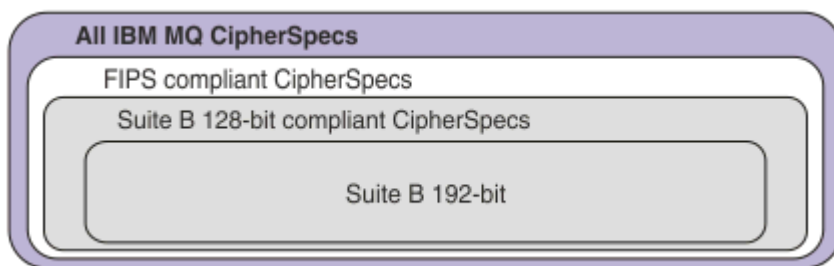 All IBM MQ CipherSpecs
FIPS compliant CipherSpecs
Suite B 128-bit compliant CipherSpecs
Suite B 192-bit